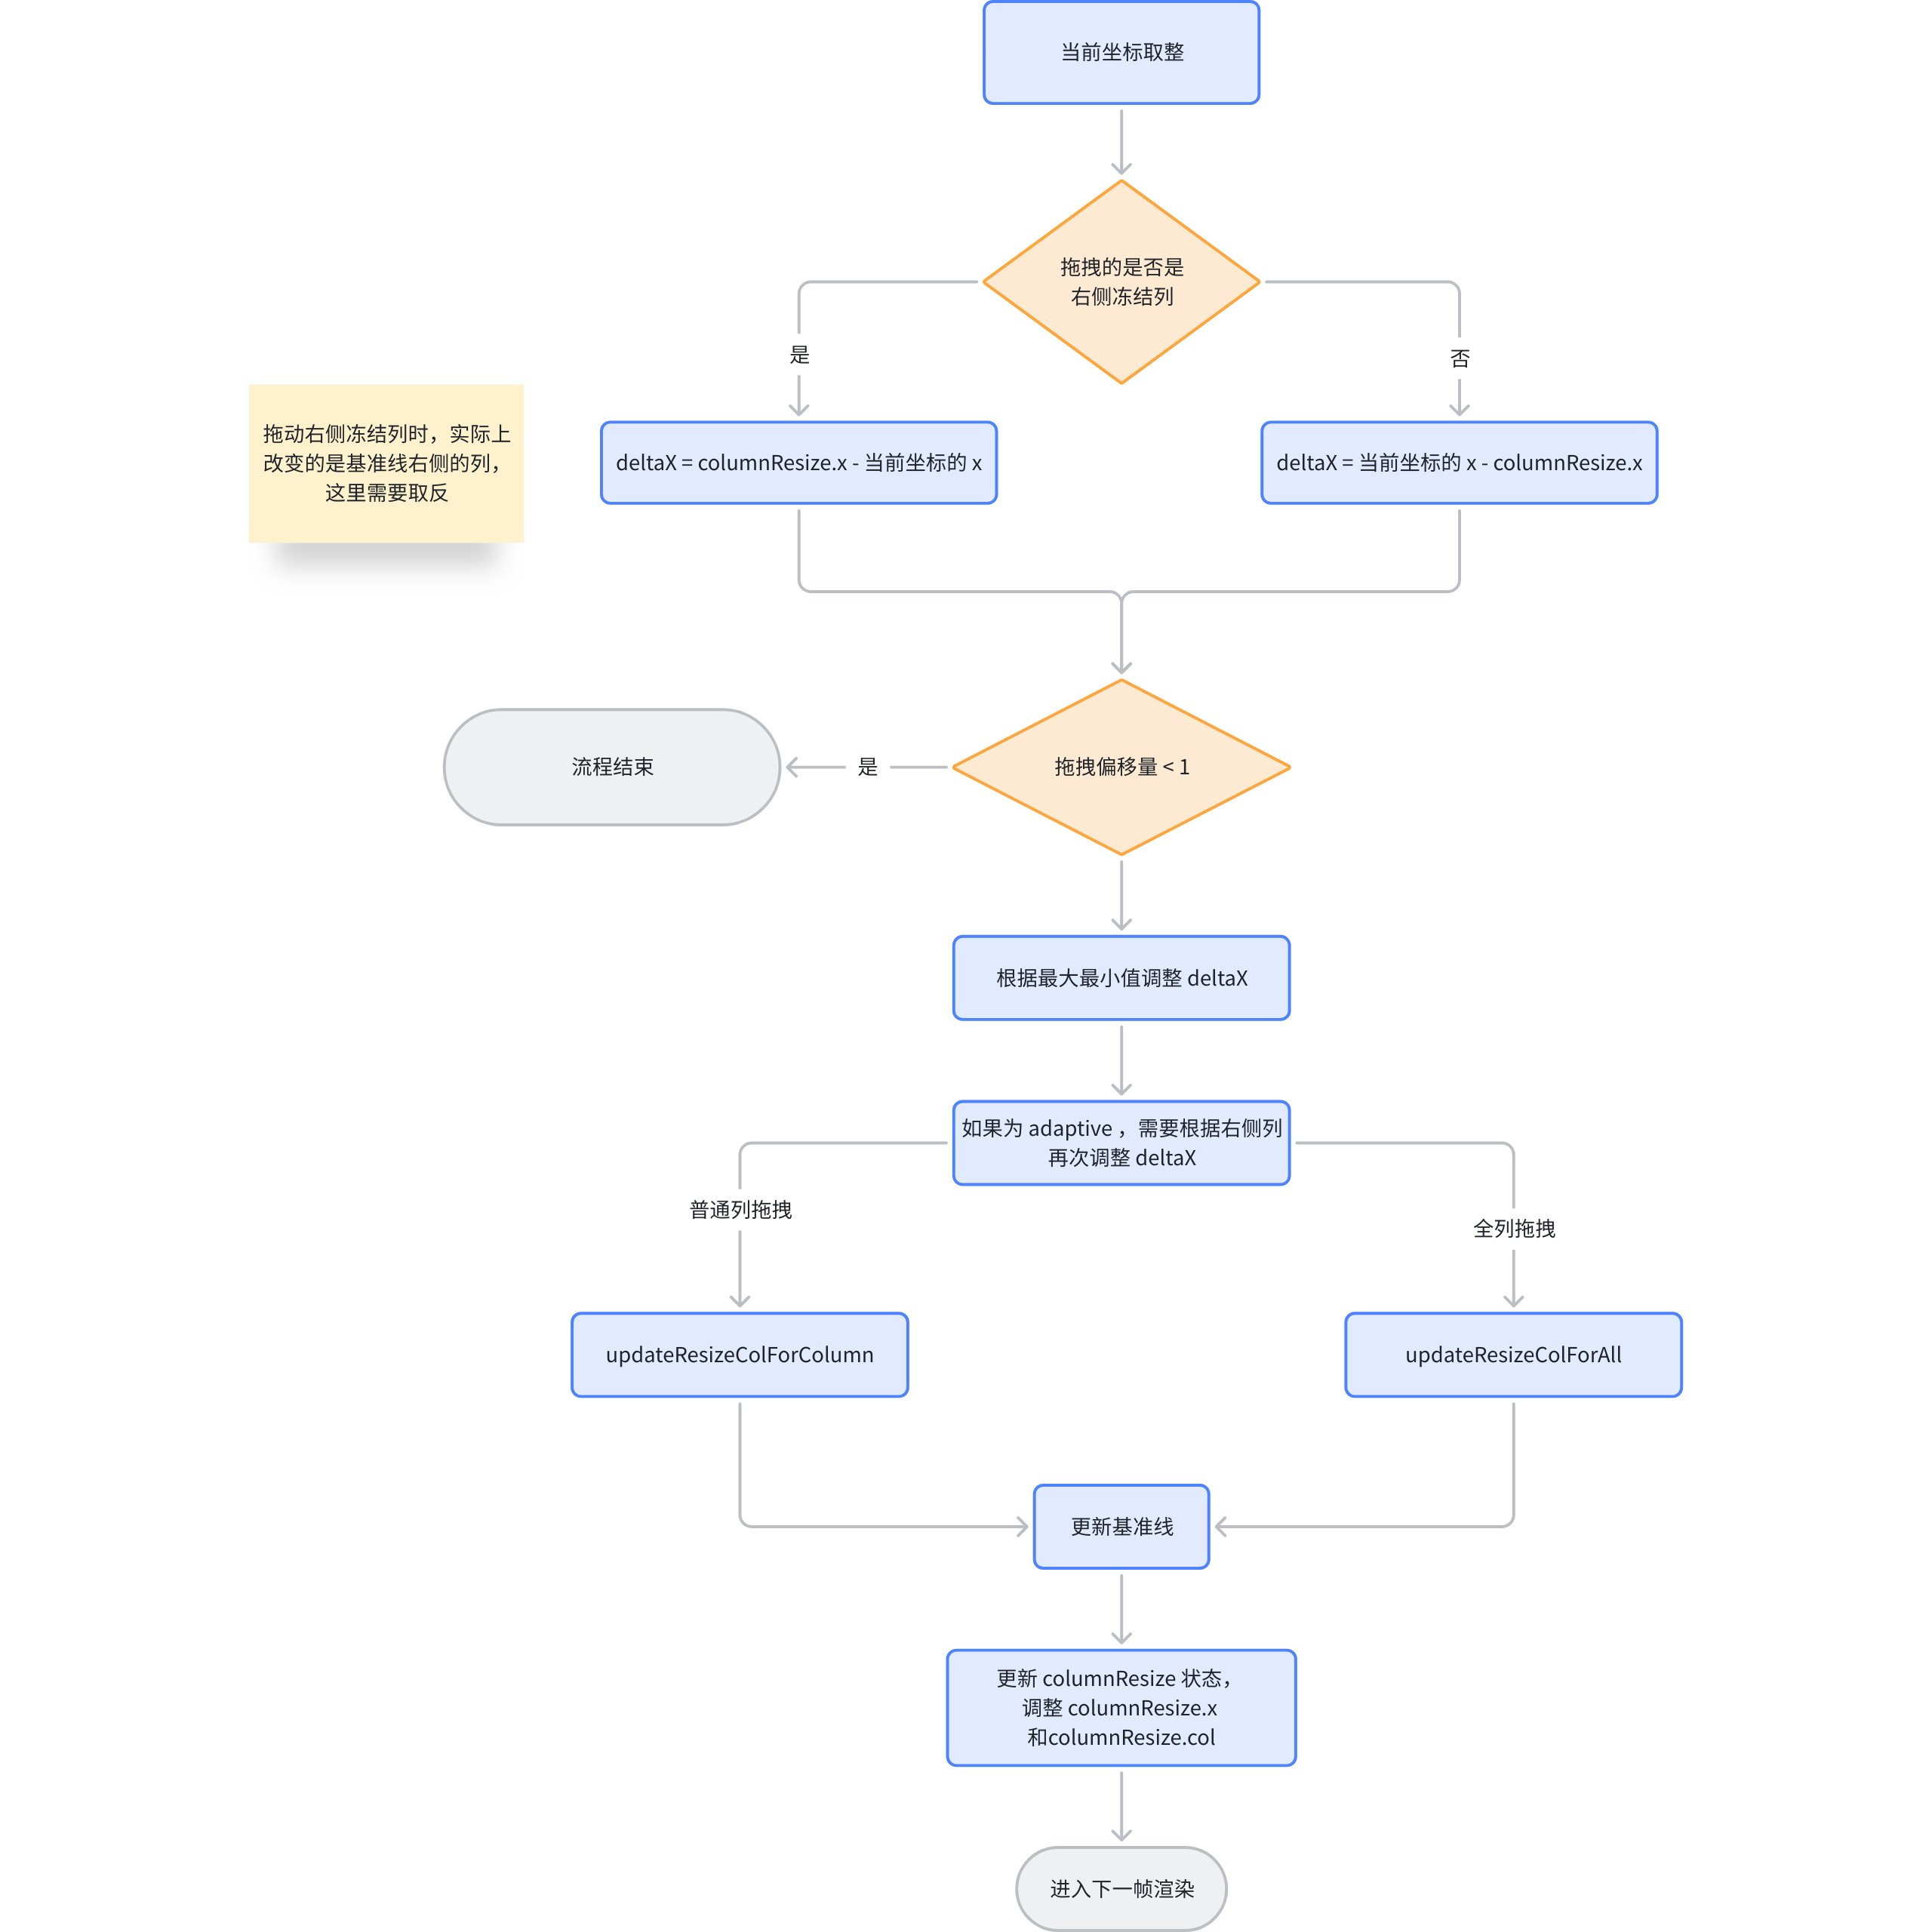 当前坐标取整
拖拽的是否是
右侧冻结列
是
否
拖动右侧冻结列时，实际上
改变的是基准线右侧的列，
这里需要取反
deltaX = columnResize.x - 当前坐标的 x
deltaX = 当前坐标的 x - columnResize.x
流程结束
是
拖拽偏移量 < 1
根据最大最小值调整 deltaX
如果为 adaptive ，需要根据右侧列
再次调整 deltaX
普通列拖拽
全列拖拽
updateResizeColForColumn
updateResizeColForAll
更新基准线
更新 columnResize 状态，
调整 columnResize.x
和columnResize.col
进入下一帧渲染